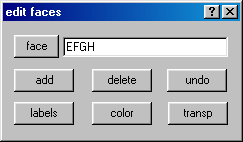 edit faces
face EFGH
add delete undo
labels color transp